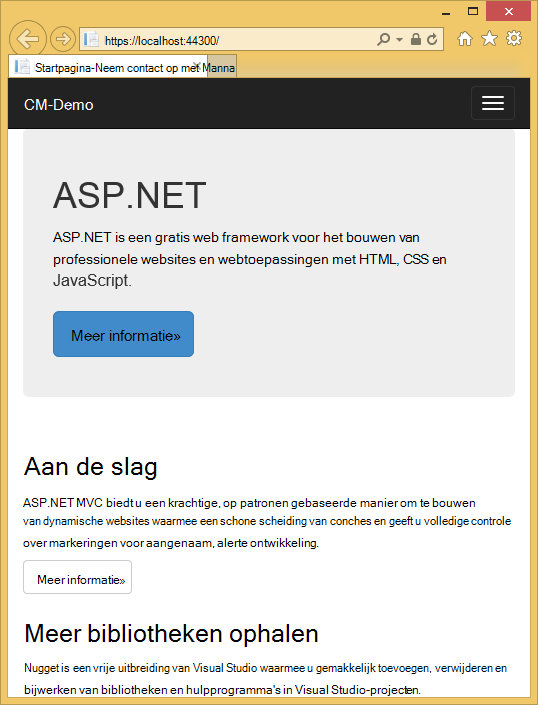 https://localhost:44300/
Startpagina-Neem contact op met Manna
CM-Demo
ASP.NET
ASP.NET is een gratis web framework voor het bouwen van
professionele websites en webtoepassingen met HTML, CSS en
JavaScript.
Meer informatie»
Aan de slag
ASP.NET MVC biedt u een krachtige, op patronen gebaseerde manier om te bouwen
van dynamische websites waarmee een schone scheiding van conches en geeft u volledige controle
over markeringen voor aangenaam, alerte ontwikkeling.
Meer informatie»
Meer bibliotheken ophalen
Nugget is een vrije uitbreiding van Visual Studio waarmee u gemakkelijk toevoegen, verwijderen en
bijwerken van bibliotheken en hulpprogramma's in Visual Studio-projecten.